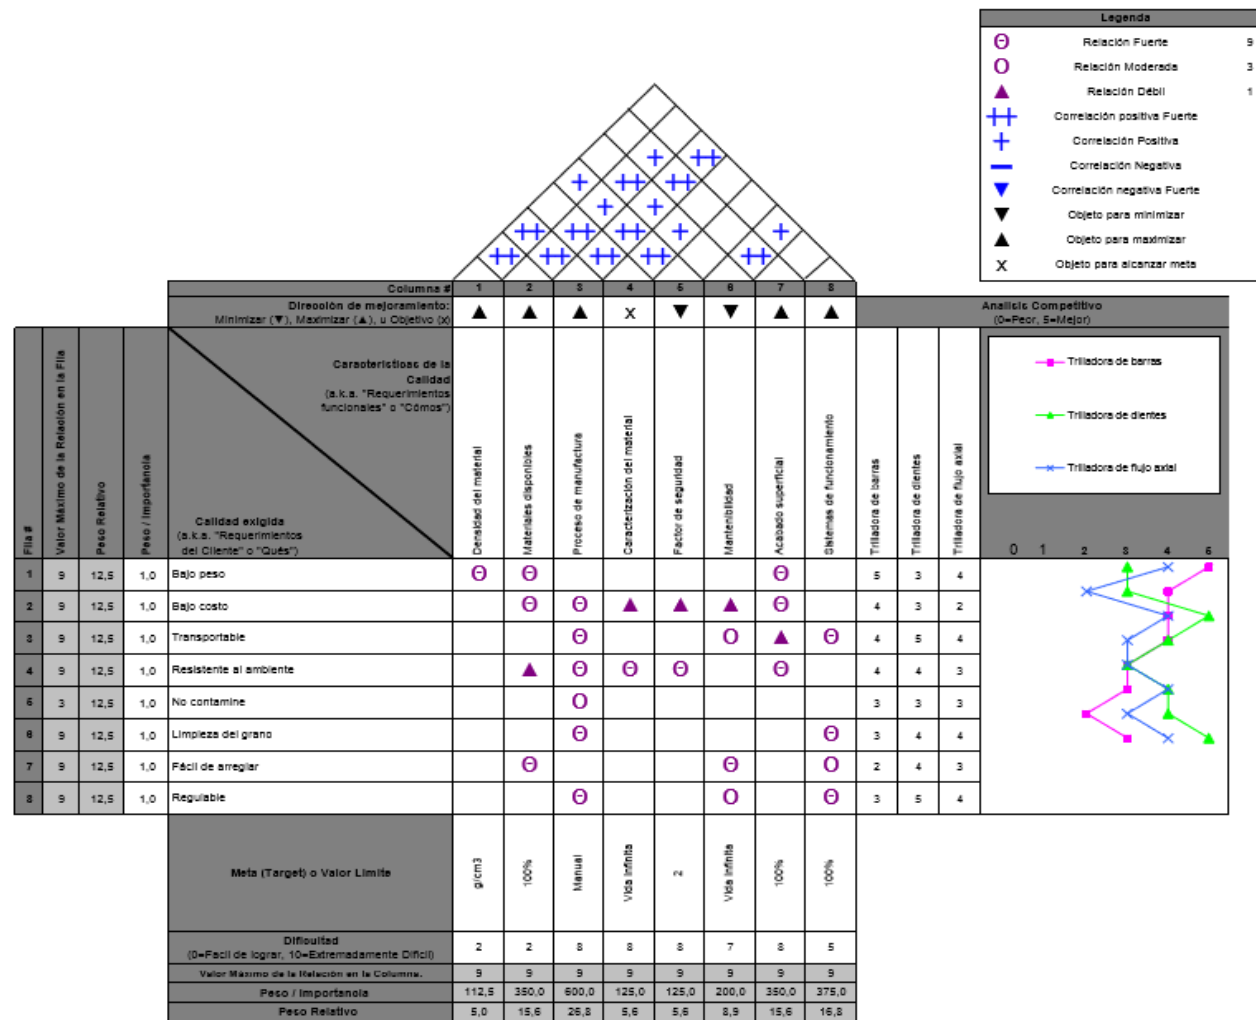 Legenda
Θ Relación Fuerte 9
O Relación Moderada 3
▲ Relación Débil 1
++ Correlación positiva Fuerte
+ Correlación Positiva
— Correlación Negativa
▼ Correlación negativa Fuerte
▼ Objeto para minimizar
▲ Objeto para maximizar
x Objeto para alcanzar meta
Columna # 1 2 3 4 5 6 7 8
Dirección de mejoramiento:
Minimizar (▼), Maximizar (▲), u Objetivo (x) ▲ ▲ ▲ x ▼ ▼ ▲ ▲
Analisis Competitivo
(0=Peor, 5=Mejor)
Fila #
Valor Máximo de la Relación en la Fila
Peso Relativo
Peso / Importancia
Características de la
Calidad
(a.k.a. "Requerimientos
funcionales" o "Cómos")
Calidad exigida
(a.k.a. "Requerimientos
del Cliente" o "Qués")
Densidad del material
Materiales disponibles
Proceso de manufactura
Caracterización del material
Factor de seguridad
Mantenibilidad
Acabado superficial
Sistemas de funcionamiento
Trilladora de barras
Trilladora de dientes
Trilladora de flujo axial
Trilladora de barras
Trilladora de dientes
Trilladora de flujo axial
0 1 2 3 4 5
1 9 12,5 1,0 Bajo peso Θ Θ Θ 5 3 4
2 9 12,5 1,0 Bajo costo Θ Θ ▲ ▲ ▲ Θ 4 3 2
3 9 12,5 1,0 Transportable Θ O ▲ Θ 4 5 4
4 9 12,5 1,0 Resistente al ambiente ▲ Θ Θ Θ Θ 4 4 3
5 3 12,5 1,0 No contamine O 3 3 3
6 9 12,5 1,0 Limpieza del grano Θ Θ 3 4 4
7 9 12,5 1,0 Fácil de arreglar Θ Θ O 2 4 3
8 9 12,5 1,0 Regulable Θ O Θ 3 5 4
Meta (Target) o Valor Límite
g/cm3
100%
Manual
Vida infinita
2
Vida infinita
100%
100%
Dificultad
(0=Facil de lograr, 10=Extremadamente Difícil) 2 2 8 8 8 7 8 5
Valor Máximo de la Relación en la Columna. 9 9 9 9 9 9 9 9
Peso / Importancia 112,5 350,0 600,0 125,0 125,0 200,0 350,0 375,0
Peso Relativo 5,0 15,6 26,8 5,6 5,6 8,9 15,6 16,8